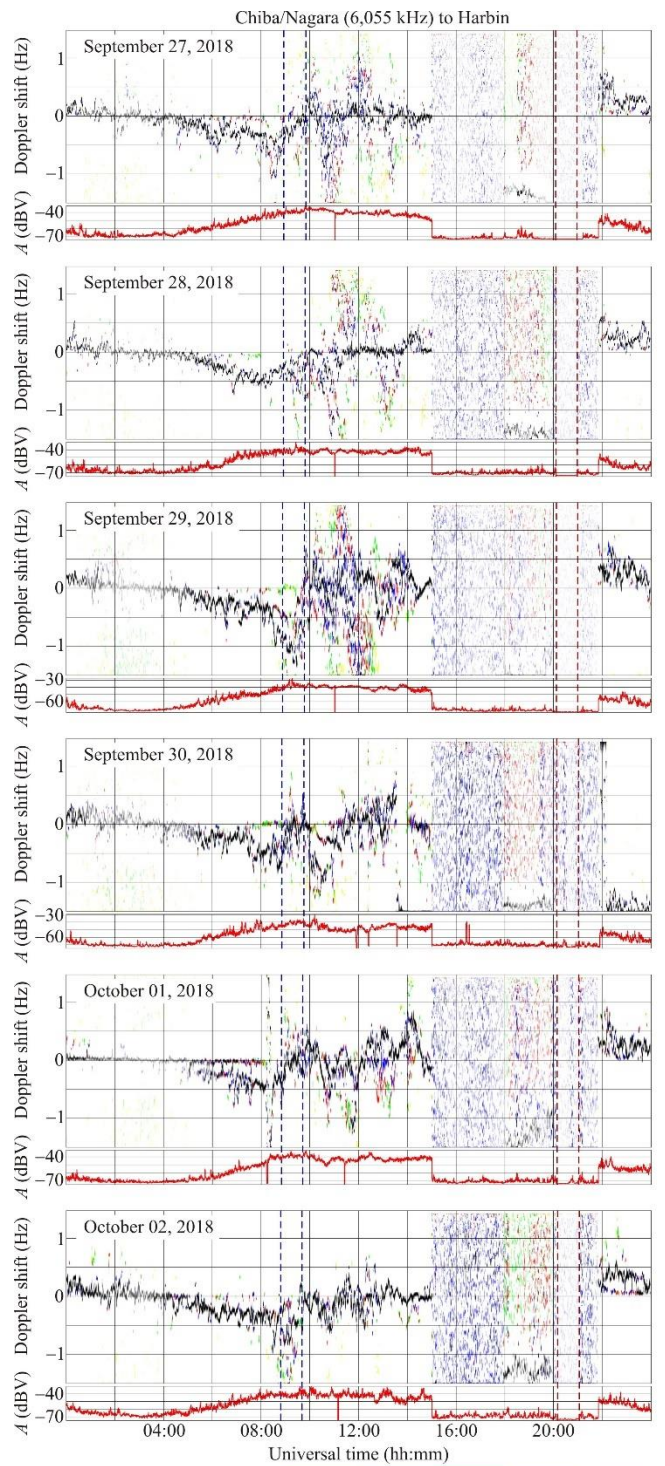 Chiba/Nagara (6,055 kHz) to Harbin
September 27, 2018
Doppler shift (Hz)
1
0
−1
A (dBV)
−40
−70
September 28, 2018
Doppler shift (Hz)
1
0
−1
A (dBV)
−40
−70
September 29, 2018
Doppler shift (Hz)
1
0
−1
A (dBV)
−30
−60
September 30, 2018
Doppler shift (Hz)
1
0
−1
A (dBV)
−30
−60
October 01, 2018
Doppler shift (Hz)
1
0
−1
A (dBV)
−40
−70
October 02, 2018
Doppler shift (Hz)
1
0
−1
A (dBV)
−40
−70
04:00 08:00 12:00 16:00 20:00
Universal time (hh:mm)